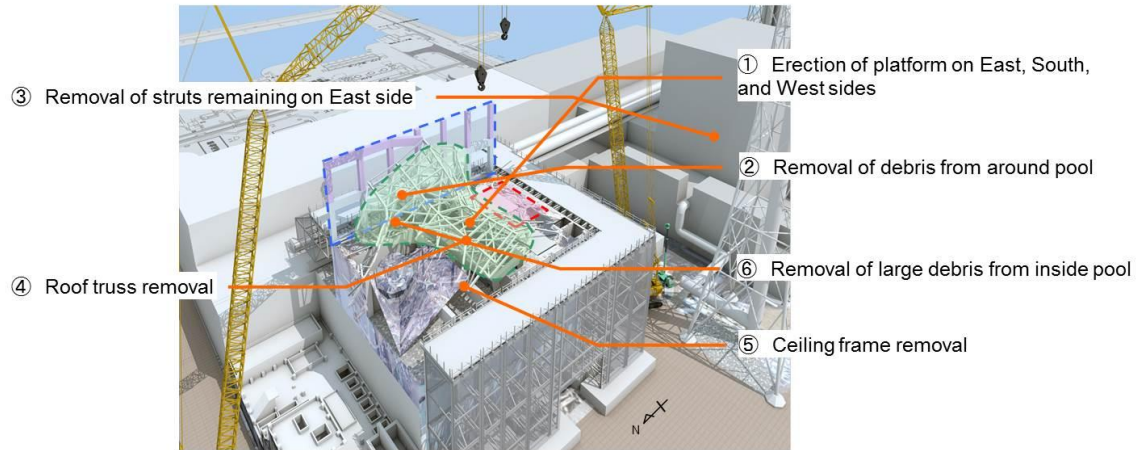 ① Erection of platform on East, South,
and West sides
③ Removal of struts remaining on East side
② Removal of debris from around pool
⑥ Removal of large debris from inside pool
④ Roof truss removal
⑤ Ceiling frame removal
N